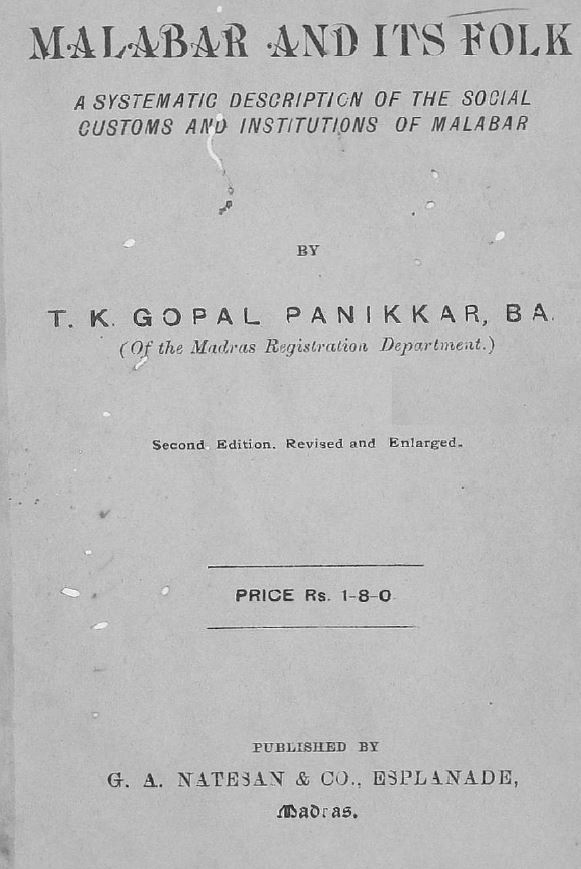 MALABAR AND ITS FOLK
A SYSTEMATIC DESCRIPTION OF THE SOCIAL
CUSTOMS AND INSTITUTIONS OF MALABAR
BY
T. K. GOPAL PANIKKAR, BA.
(Of the Madras Registration Department.)
Second Edition. Revised and Enlarged.
PRICE Rs. 1-8-0
PUBLISHED BY
G. A. NATESAN & CO., ESPLANADE,
Madras.